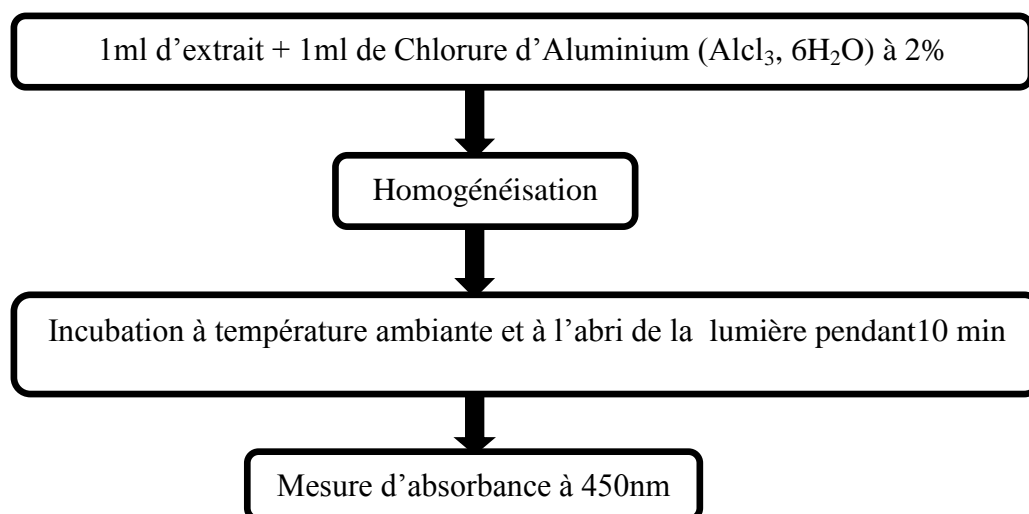 1ml d’extrait + 1ml de Chlorure d’Aluminium (Alcl₃, 6H₂O) à 2%
Homogénéisation
Incubation à température ambiante et à l’abri de la  lumière pendant10 min
Mesure d’absorbance à 450nm